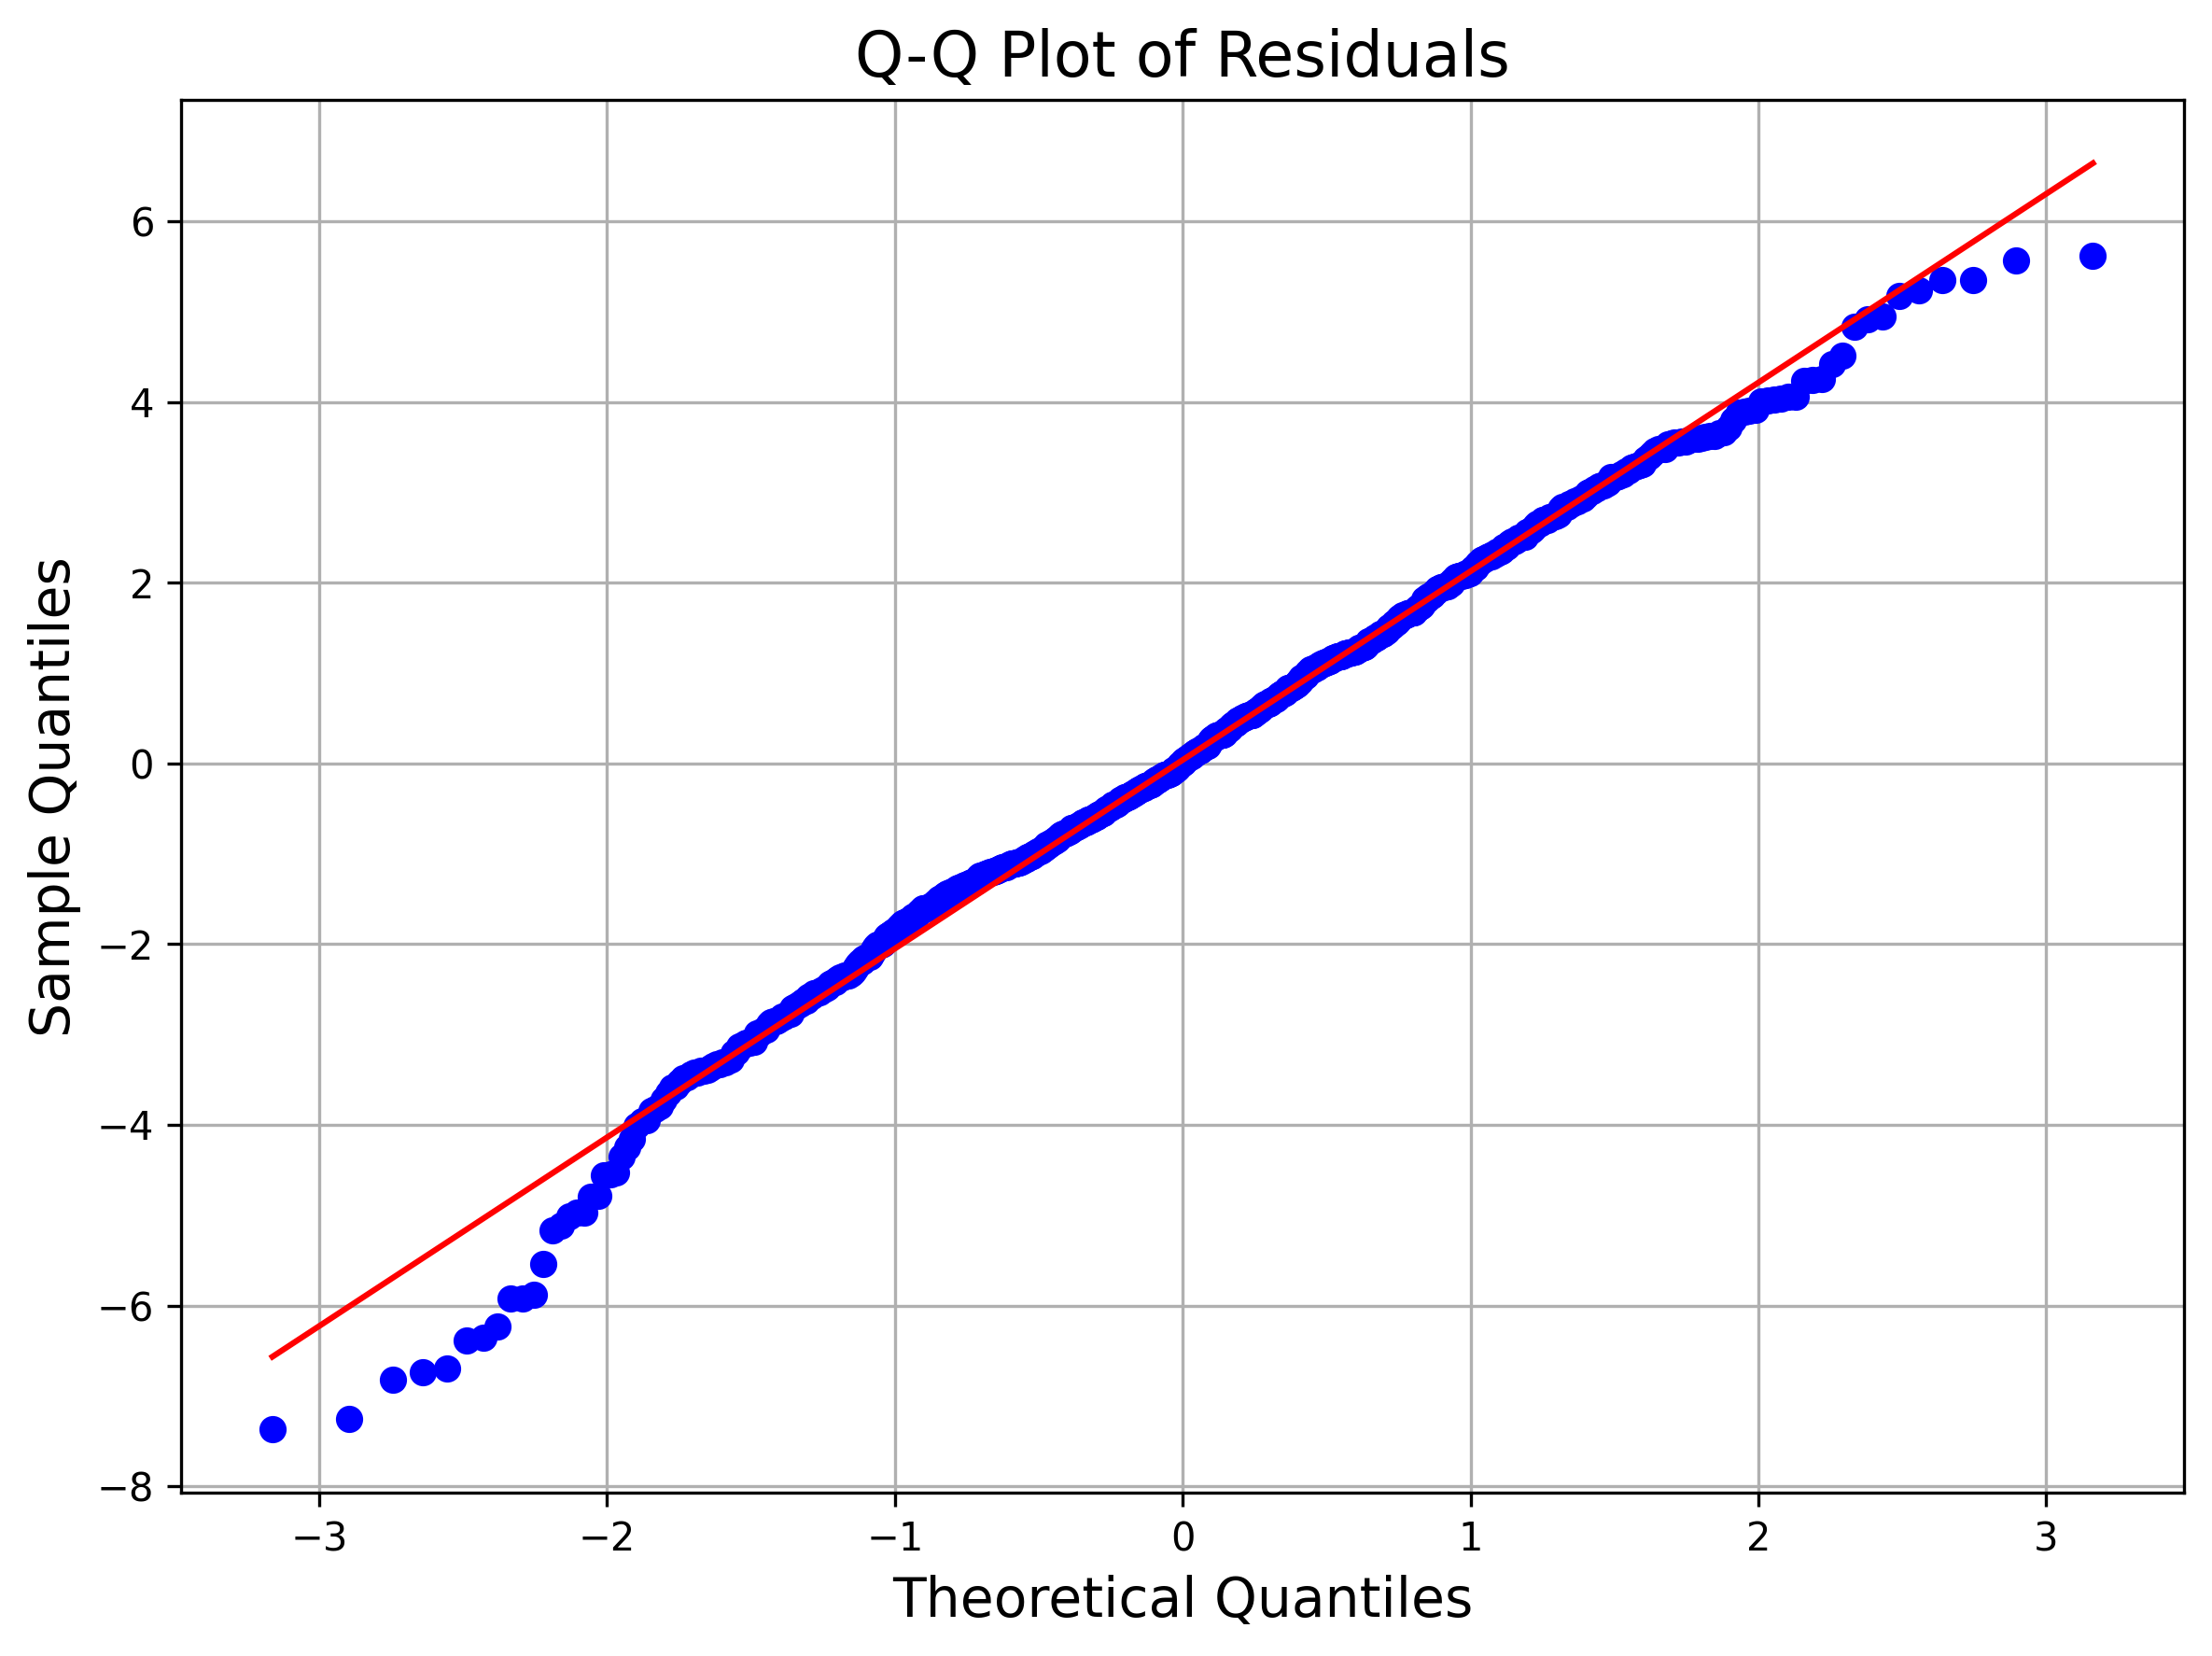 Q-Q Plot of Residuals
6
4
2
0
−2
−4
−6
−8
Sample Quantiles
−3 −2 −1 0 1 2 3
Theoretical Quantiles